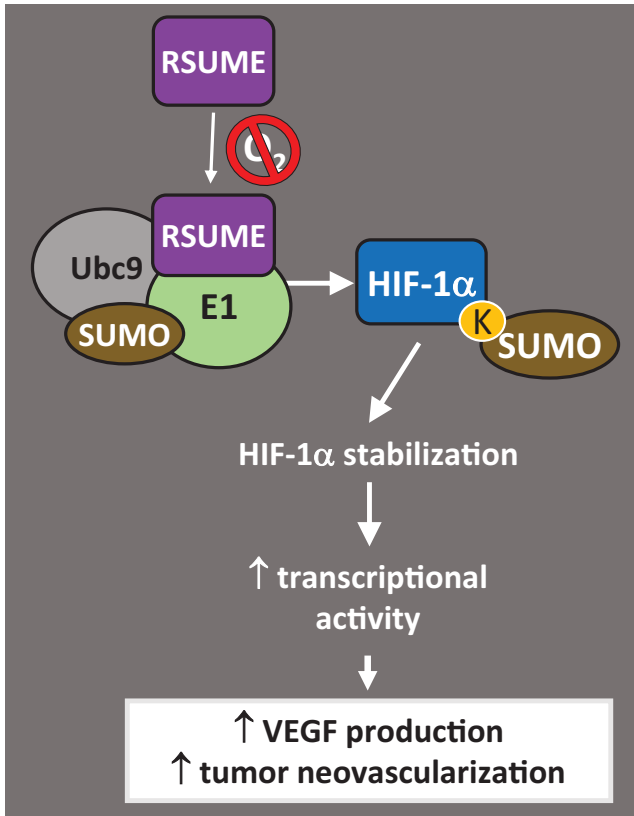 RSUME
O₂
RSUME
Ubc9
E1
SUMO
HIF-1α
K
SUMO
HIF-1α stabilization
↑ transcriptional
activity
↑ VEGF production
↑ tumor neovascularization